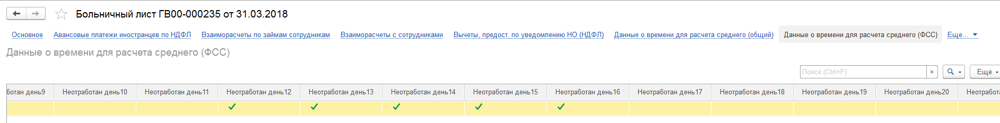 Больничный лист ГВ00-000235 от 31.03.2018
Основное Авансовые платежи иностранцев по НДФЛ Взаиморасчеты по займам сотрудникам Взаиморасчеты с сотрудниками Вычеты, предост. по уведомлению НО (НДФЛ) Данные о времени для расчета среднего (общий) Данные о времени для расчета среднего (ФСС) Еще...
Данные о времени для расчета среднего (ФСС)
Поиск (Ctrl+F) × Еще
ботан день9 Неотработан день10 Неотработан день11 Неотработан день12 Неотработан день13 Неотработан день14 Неотработан день15 Неотработан день16 Неотработан день17 Неотработан день18 Неотработан день19 Неотработан день20 Неотработа